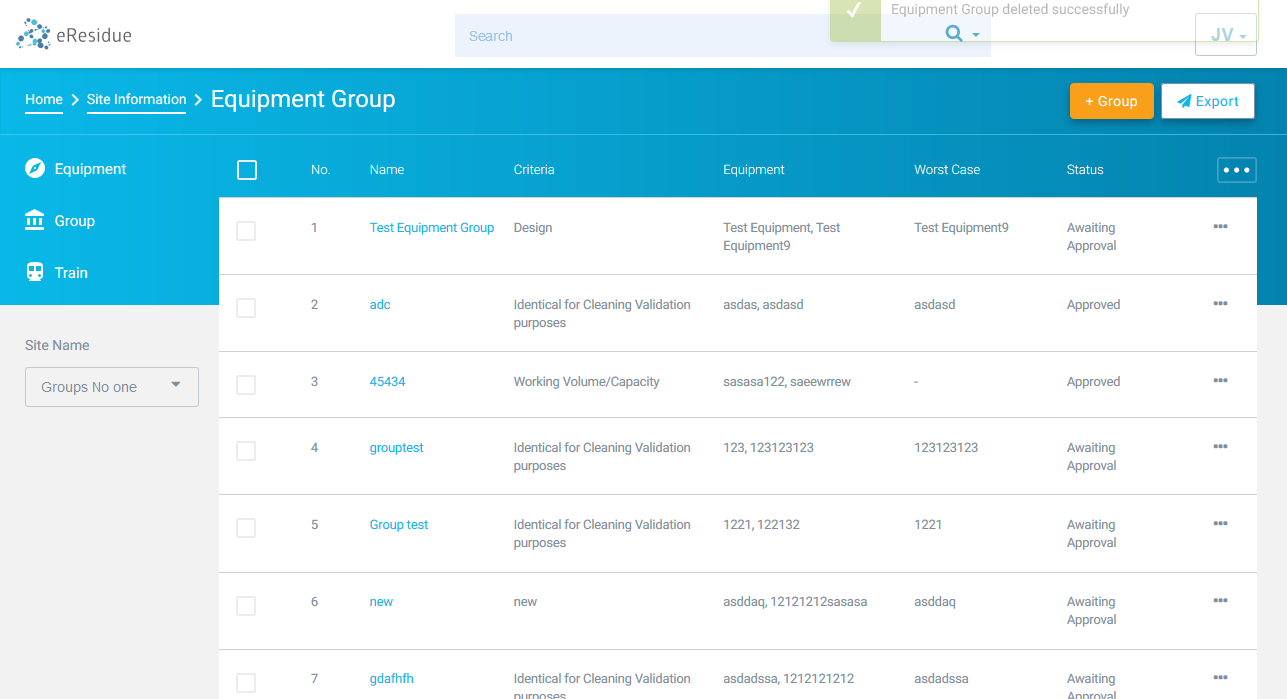 eResidue
Search
Equipment Group deleted successfully
JV
Home
Site Information
Equipment Group
+ Group
Export
Equipment
Group
Train
Site Name
Groups No one
No. Name Criteria Equipment Worst Case Status
1 Test Equipment Group Design Test Equipment, Test Test Equipment9 Awaiting
Equipment9 Approval
2 adc Identical for Cleaning Validation asdas, asdasd asdasd Approved
purposes
3 45434 Working Volume/Capacity sasasa122, saeewrrew - Approved
4 grouptest Identical for Cleaning Validation 123, 123123123 123123123 Awaiting
purposes Approval
5 Group test Identical for Cleaning Validation 1221, 122132 1221 Awaiting
purposes Approval
6 new new asddaq, 12121212sasasa asddaq Awaiting
Approval
7 gdafhfh Identical for Cleaning Validation asdadssa, 1212121212 asdadssa Awaiting
purposes Approval